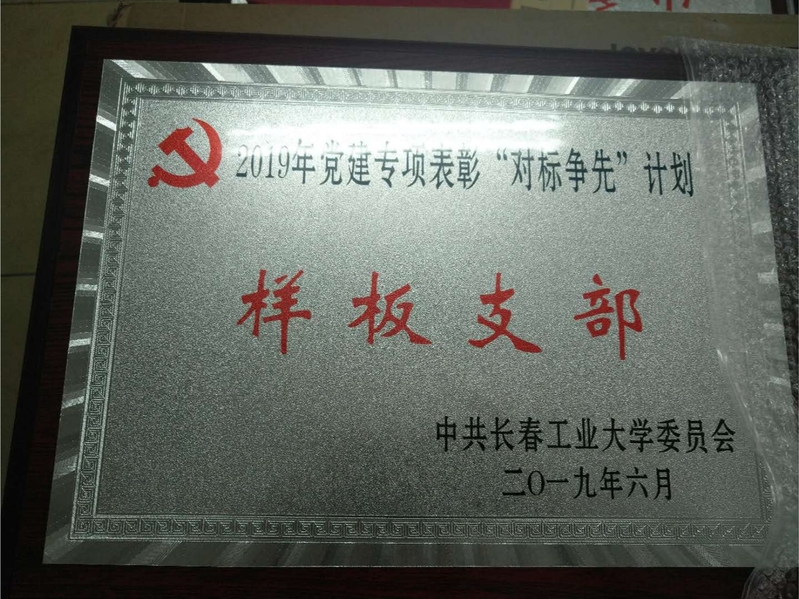 2019年党建专项表彰“对标争先”计划
样板支部
中共长春工业大学委员会
二O一九年六月